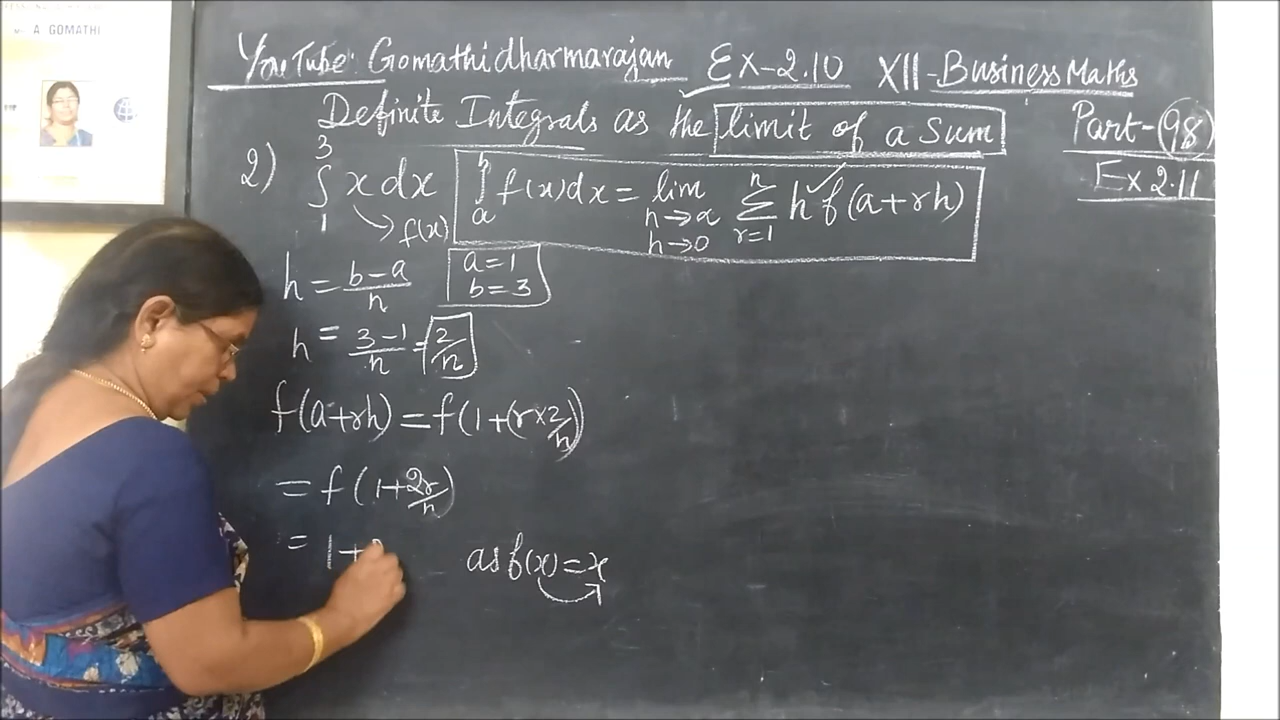 A GOMATHI
YouTube: Gomathidharmarajan Ex-2.10 XII-Business Maths
Definite Integrals as the limit of a Sum Part-(98)
Ex 2.11
2) ∫₁³ x dx → f(x) ∫ₐᵇ f(x)dx = lim n→∞ h→0 Σ r=1 n h f(a+rh)
h = b-a/n a=1 b=3
h = 3-1/n = 2/n
f(a+rh) = f(1+(r×2/n)
= f(1+2r/n)
= 1+ as f(x)=x